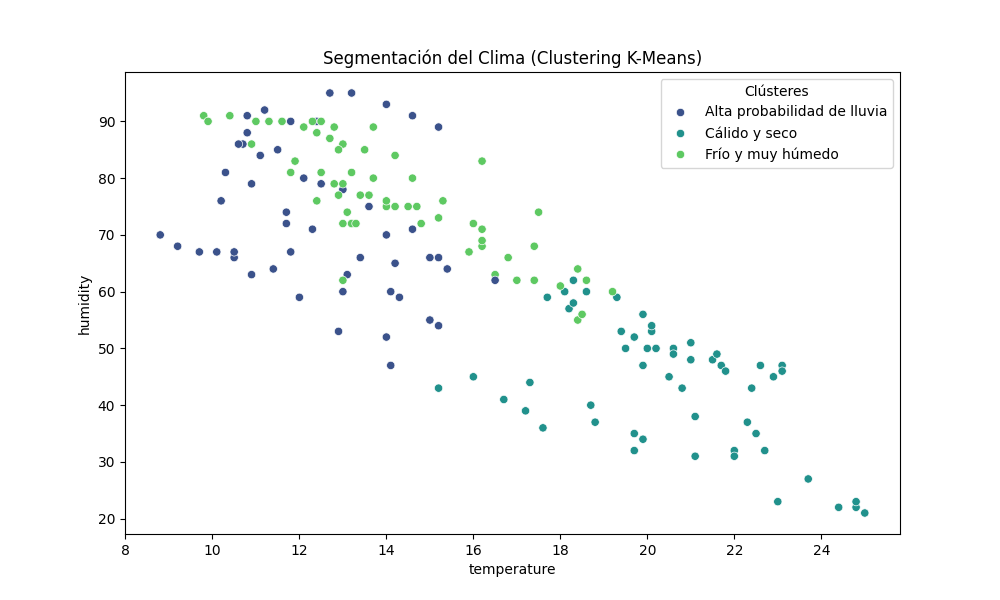 Segmentación del Clima (Clustering K-Means)
Clústeres
Alta probabilidad de lluvia
Cálido y seco
Frío y muy húmedo
humidity
90
80
70
60
50
40
30
20
8 10 12 14 16 18 20 22 24
temperature